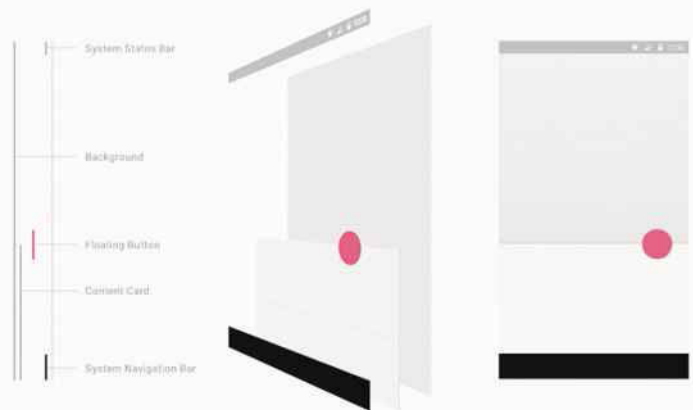 System Status Bar
Background
Floating Button
Content Card
System Navigation Bar